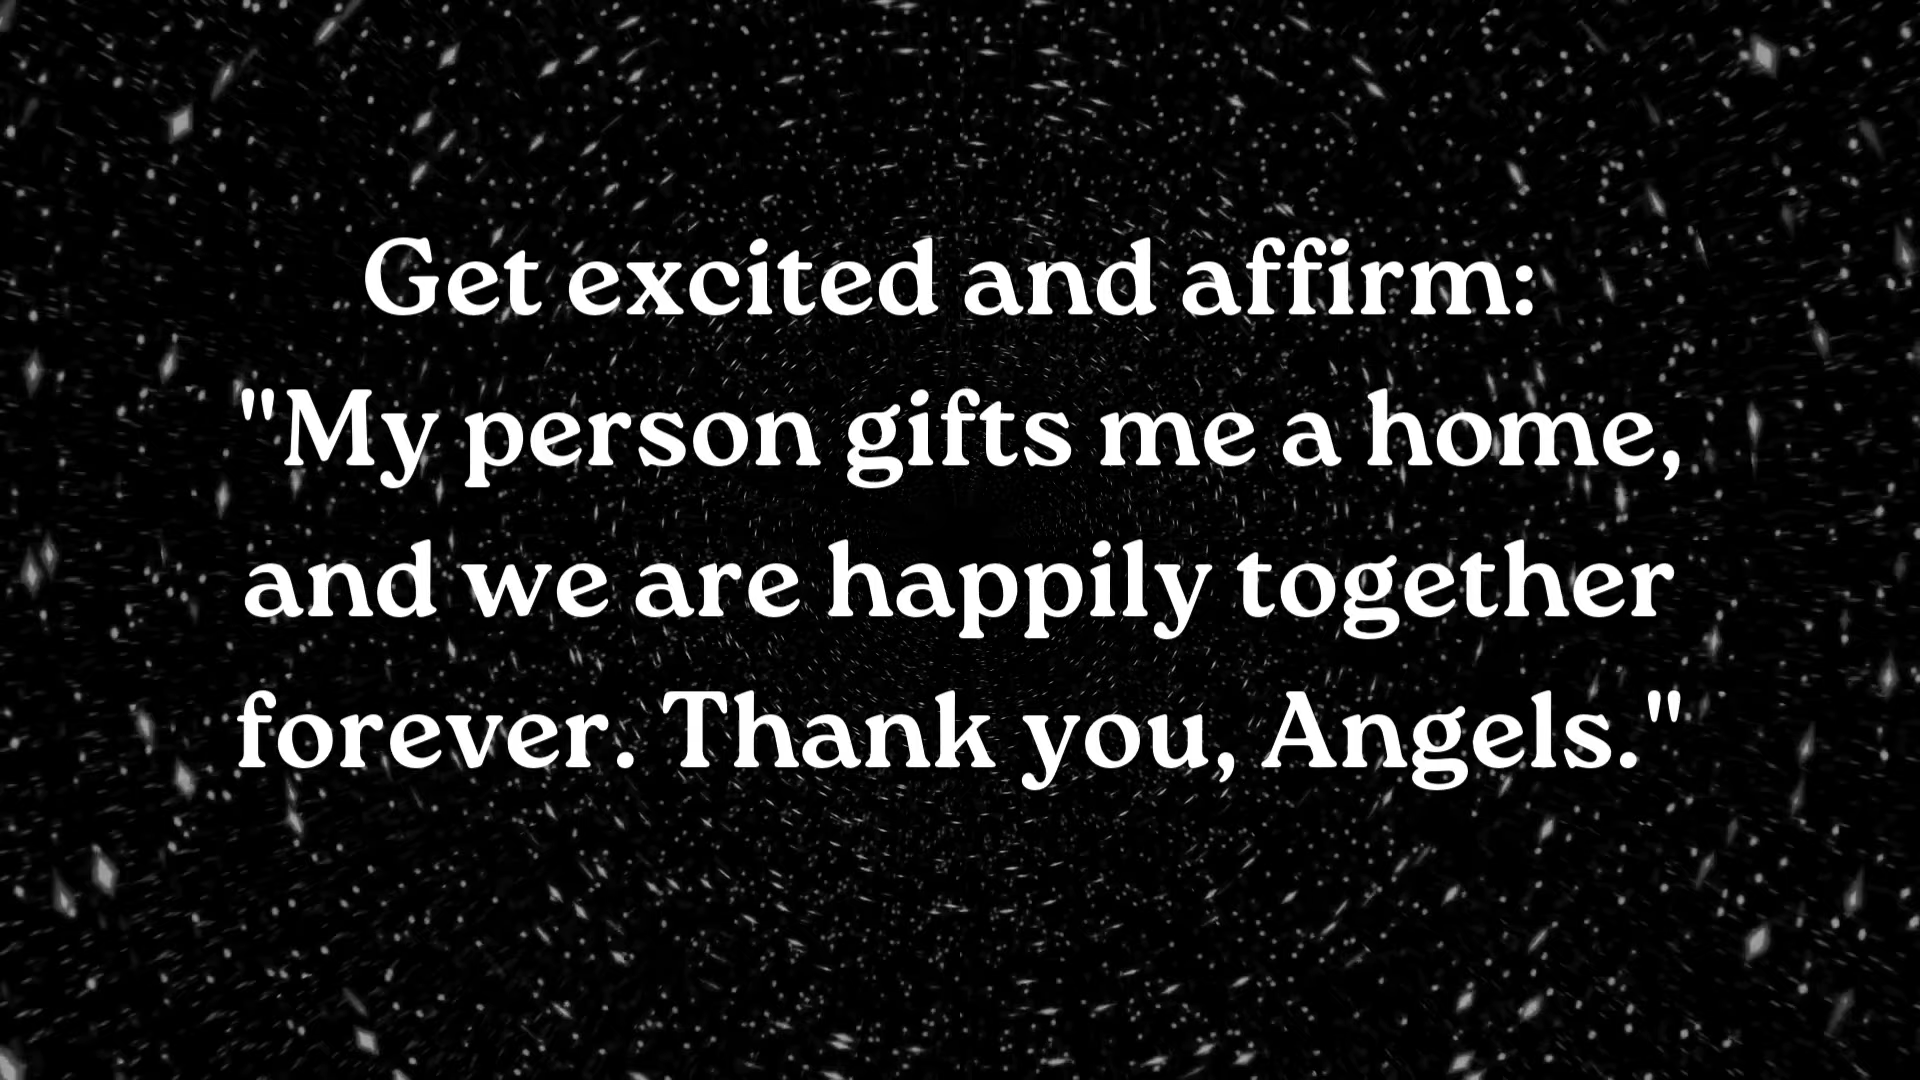 Get excited and affirm:
"My person gifts me a home,
and we are happily together
forever. Thank you, Angels."